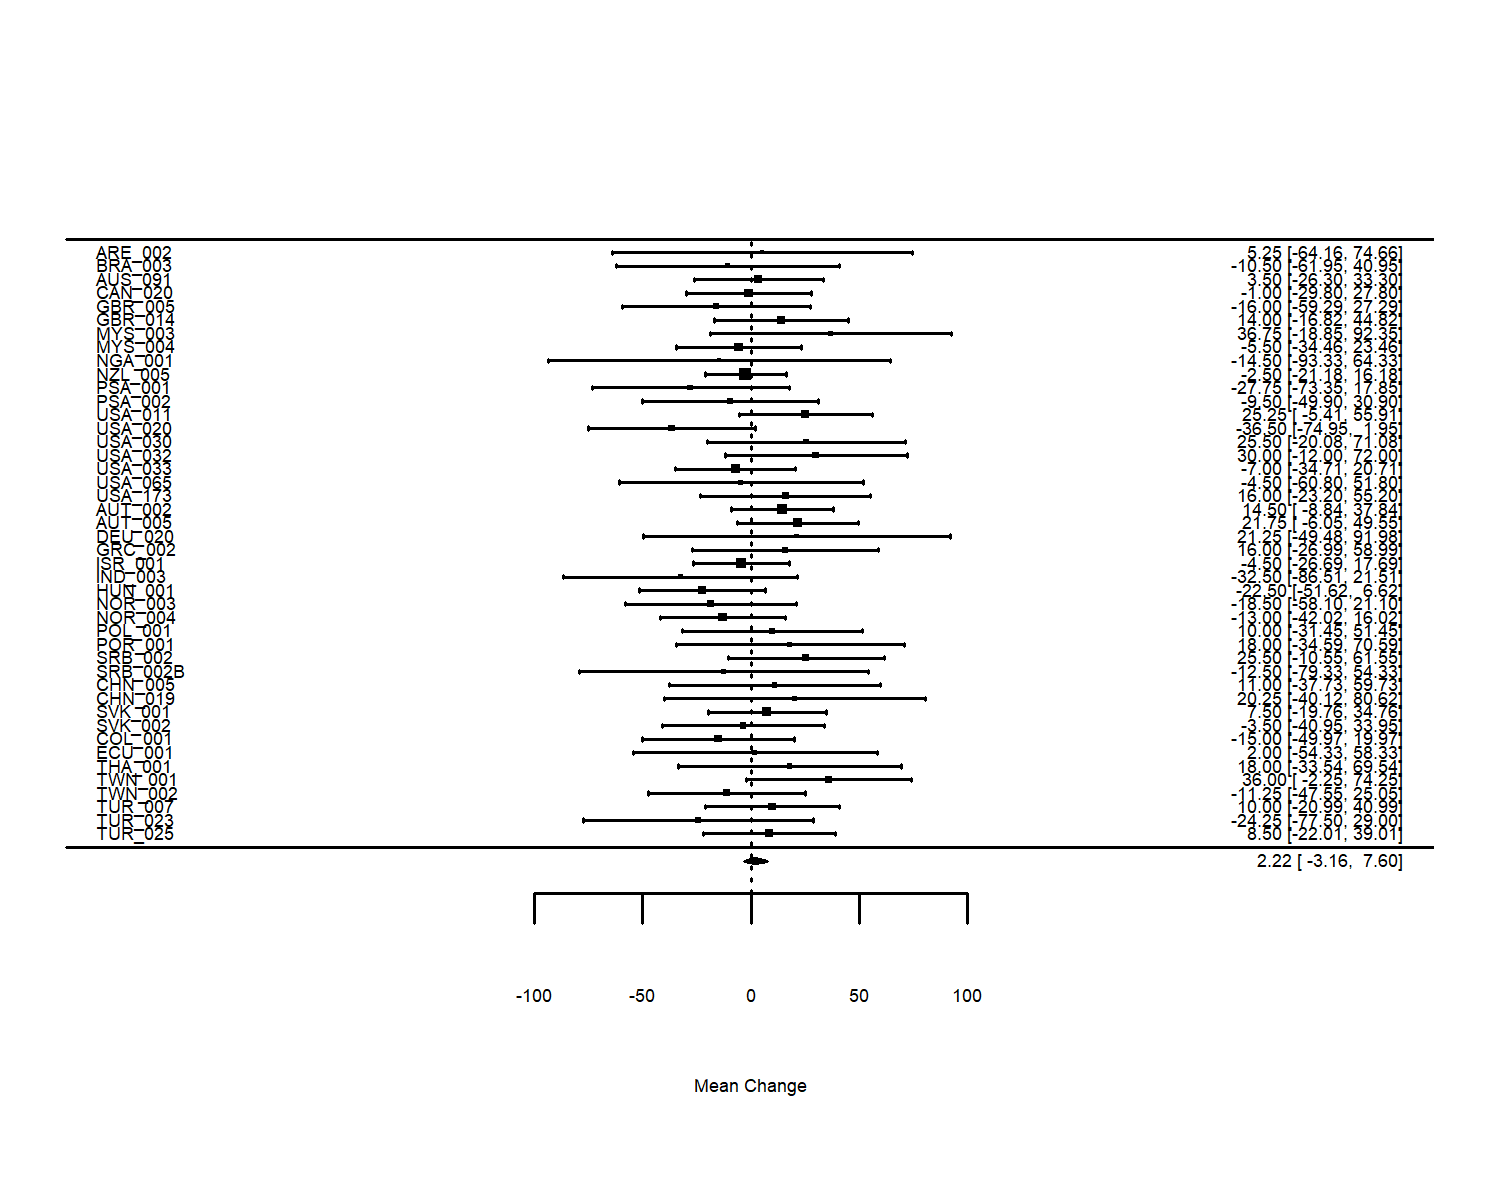 ARE_002 5.25 [-64.16, 74.66]
BRA_003 -10.50 [-61.95, 40.95]
AUS_091 3.50 [-26.30, 33.30]
CAN_020 -1.00 [-29.80, 27.80]
GBR_005 -16.00 [-59.29, 27.29]
GBR_014 14.00 [-16.82, 44.82]
MYS_003 36.75 [-18.85, 92.35]
MYS_004 -5.50 [-34.46, 23.46]
NGA_001 -14.50 [-93.33, 64.33]
NZL_005 -2.50 [-21.18, 16.18]
PSA_001 -27.75 [-73.35, 17.85]
PSA_002 -9.50 [-49.90, 30.90]
USA_011 25.25 [ -5.41, 55.91]
USA_020 -36.50 [-74.95, 1.95]
USA_030 25.50 [-20.08, 71.08]
USA_032 30.00 [-12.00, 72.00]
USA_033 -7.00 [-34.71, 20.71]
USA_065 -4.50 [-60.80, 51.80]
USA_173 16.00 [-23.20, 55.20]
AUT_002 14.50 [ -8.84, 37.84]
AUT_005 21.75 [ -6.05, 49.55]
DEU_020 21.25 [-49.48, 91.98]
GRC_002 16.00 [-26.99, 58.99]
ISR_001 -4.50 [-26.69, 17.69]
IND_003 -32.50 [-86.51, 21.51]
HUN_001 -22.50 [-51.62, 6.62]
NOR_003 -18.50 [-58.10, 21.10]
NOR_004 -13.00 [-42.02, 16.02]
POL_001 10.00 [-31.45, 51.45]
POR_001 18.00 [-34.59, 70.59]
SRB_002 25.50 [-10.55, 61.55]
SRB_002B -12.50 [-79.33, 54.33]
CHN_005 11.00 [-37.73, 59.73]
CHN_019 20.25 [-40.12, 80.62]
SVK_001 7.50 [-19.76, 34.76]
SVK_002 -3.50 [-40.95, 33.95]
COL_001 -15.00 [-49.97, 19.97]
ECU_001 2.00 [-54.33, 58.33]
THA_001 18.00 [-33.54, 69.54]
TWN_001 36.00 [ -2.25, 74.25]
TWN_002 -11.25 [-47.55, 25.05]
TUR_007 10.00 [-20.99, 40.99]
TUR_023 -24.25 [-77.50, 29.00]
TUR_025 8.50 [-22.01, 39.01]
2.22 [ -3.16, 7.60]
-100 -50 0 50 100
Mean Change